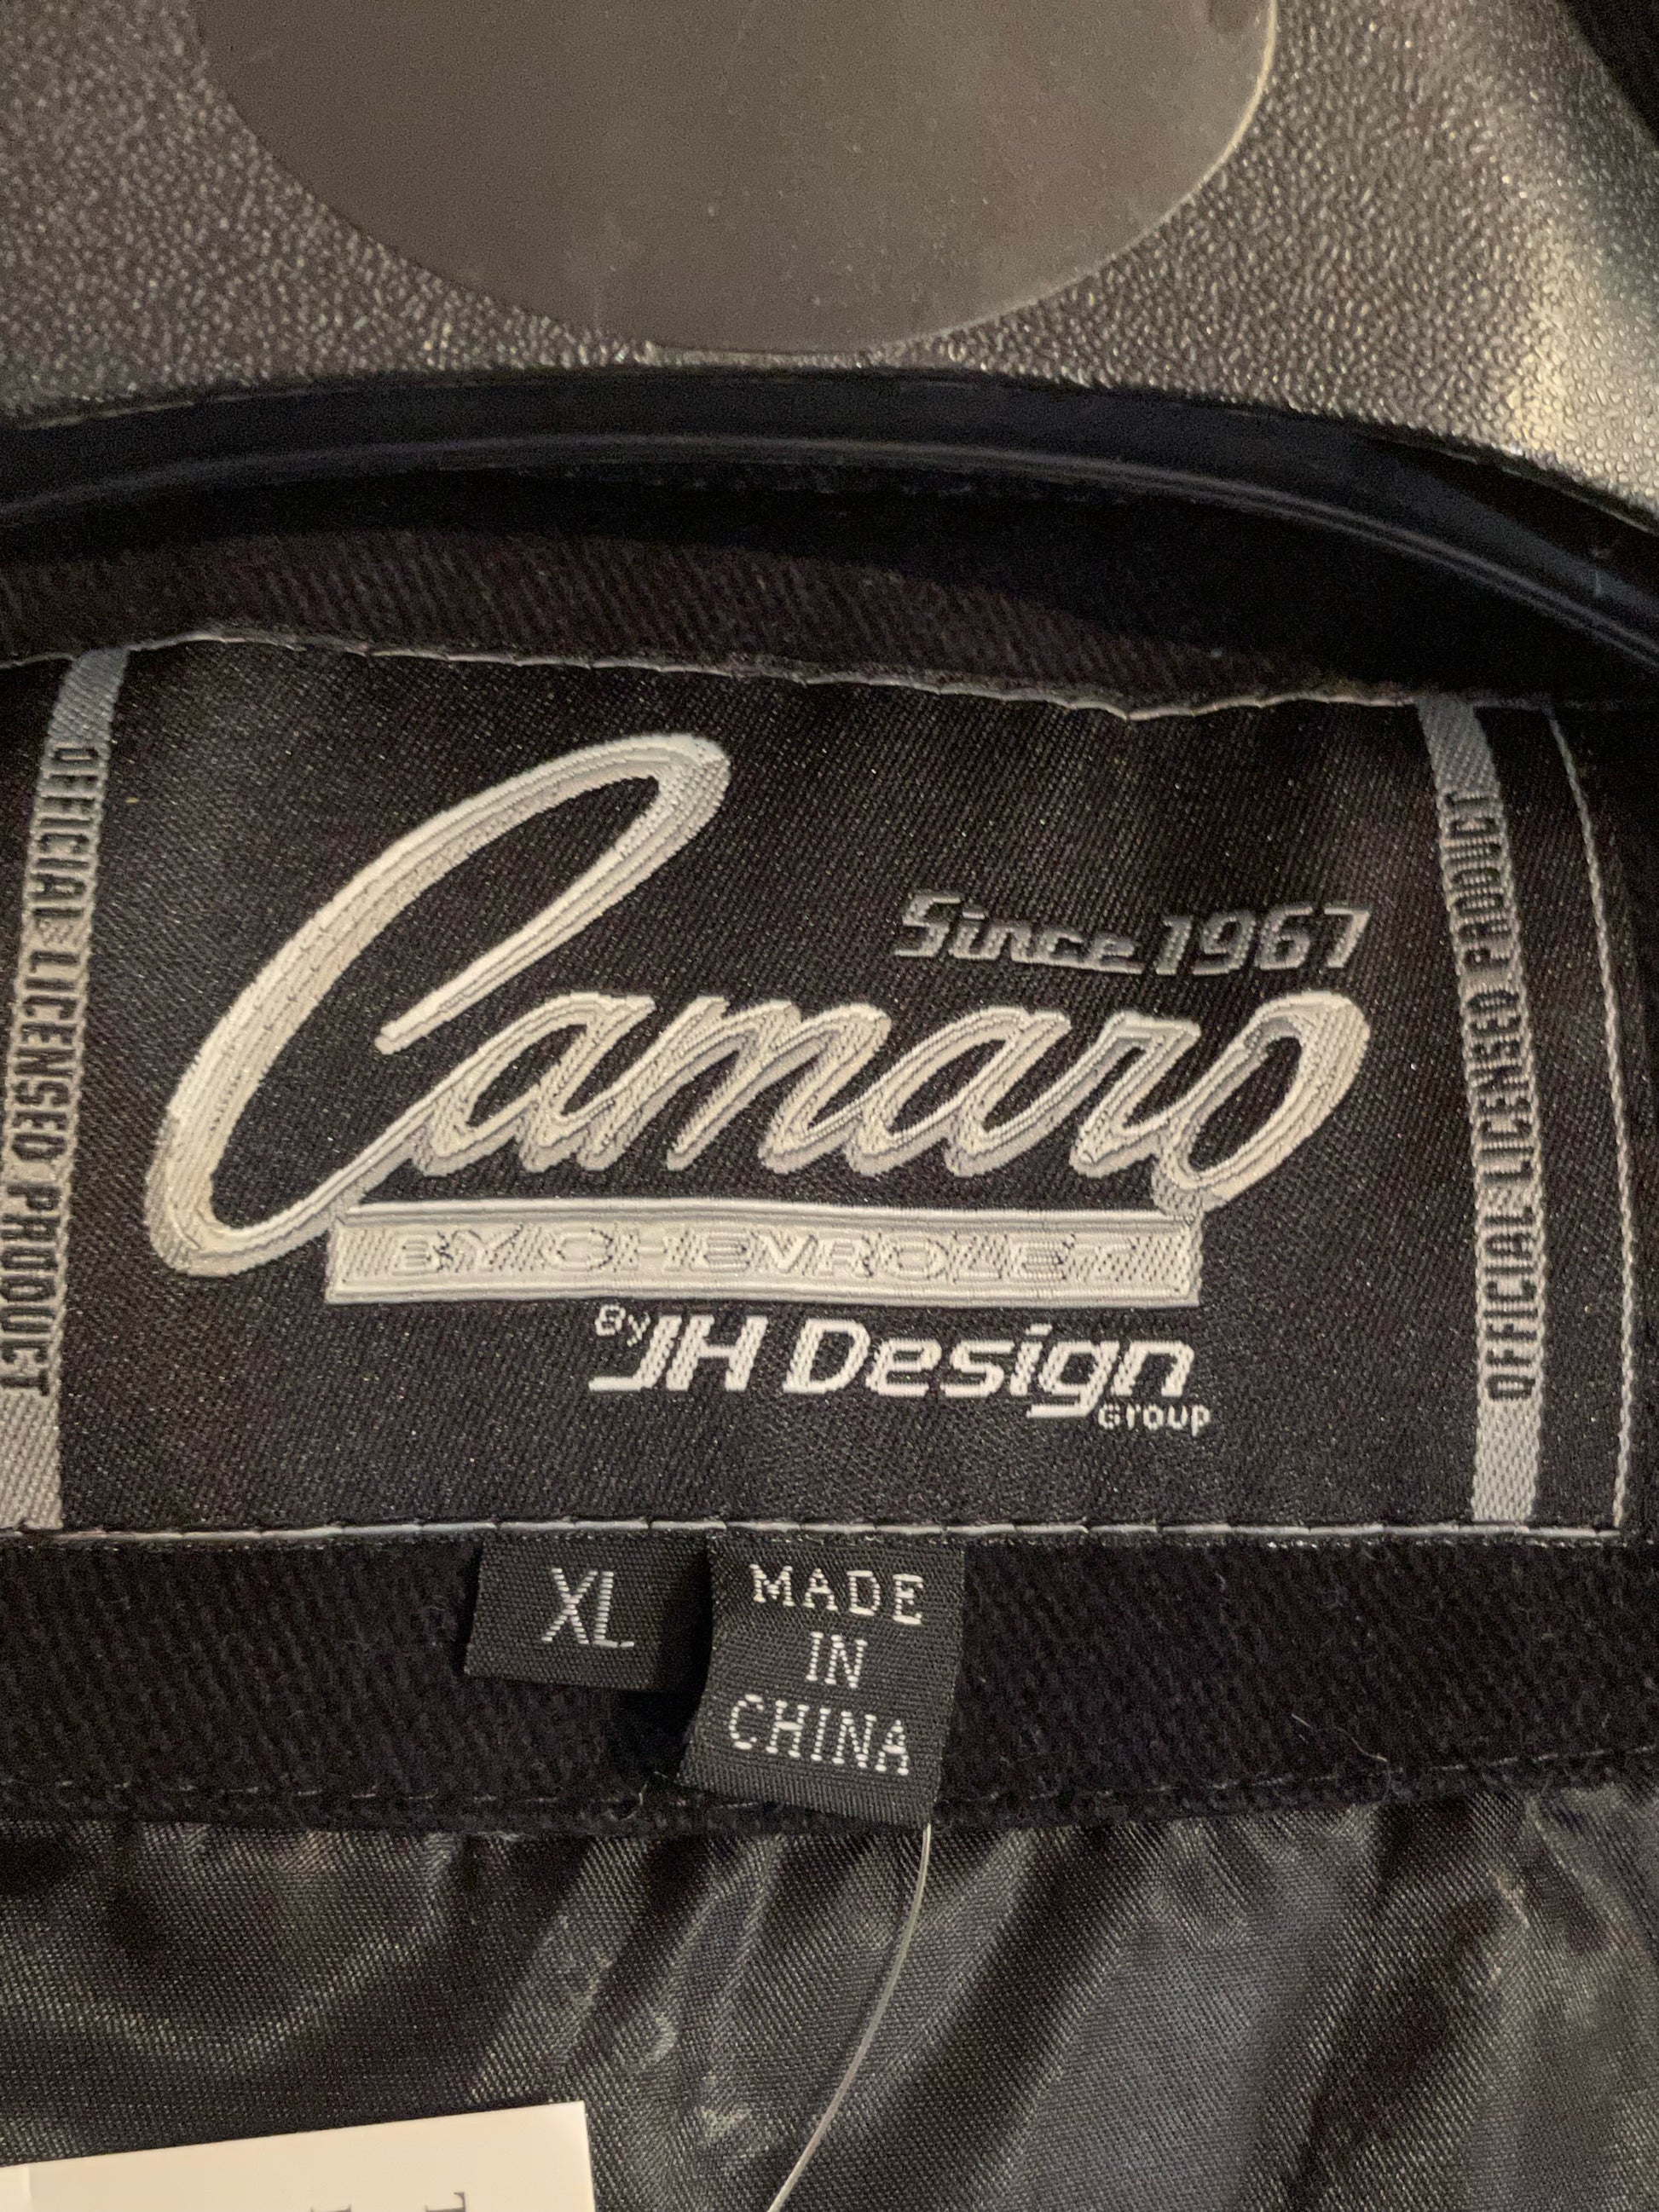 OFFICIAL LICENSED PRODUCT
Since 1967
Camaro
BY CHEVROLET
By JH Design
Group
OFFICIAL LICENSED PRODUCT
XL
MADE
IN
CHINA